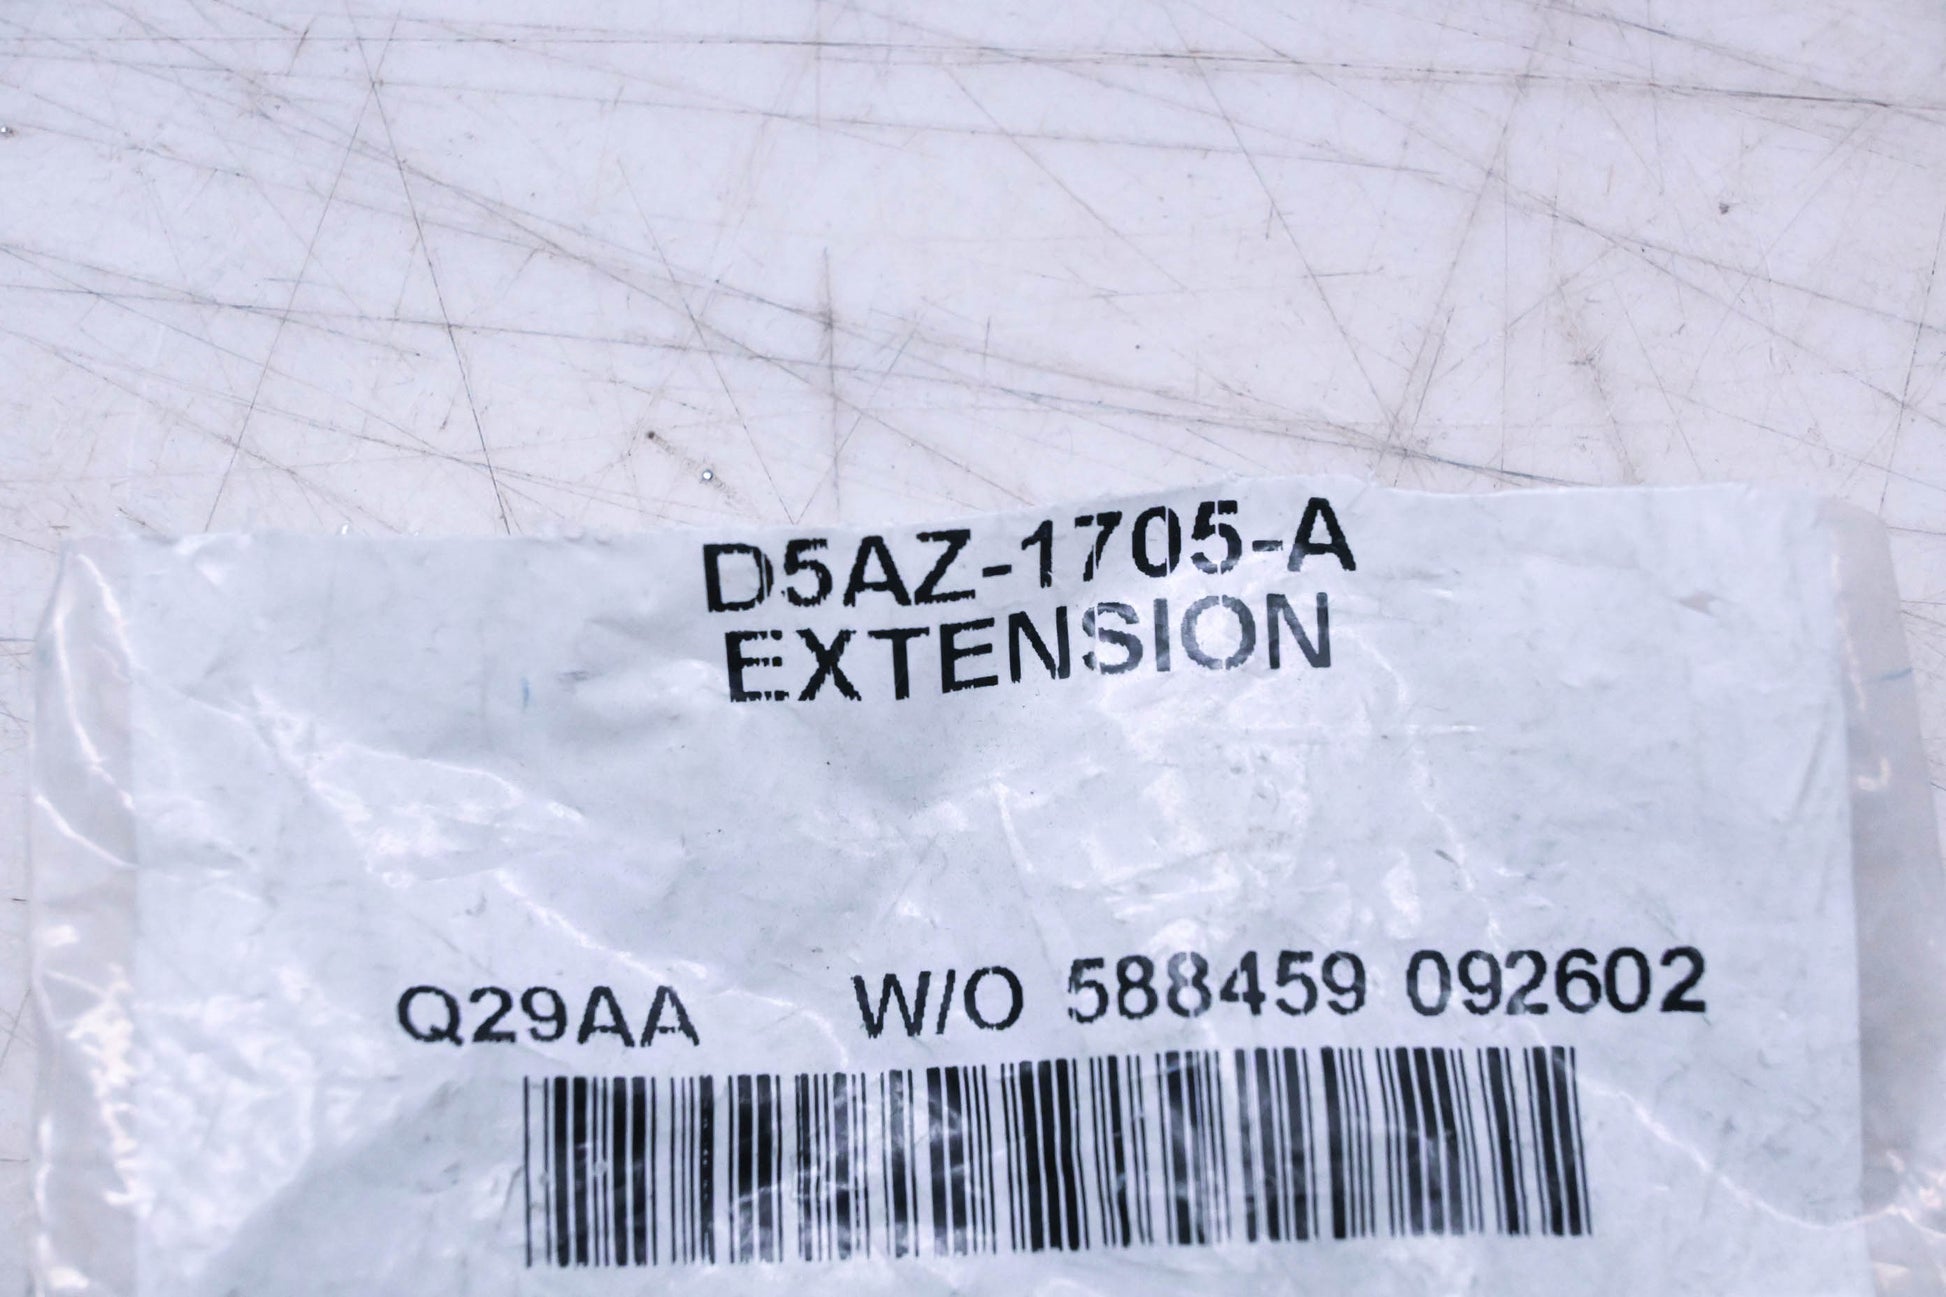 D5AZ-1705-A
EXTENSION
Q29AA W/O 588459 092602